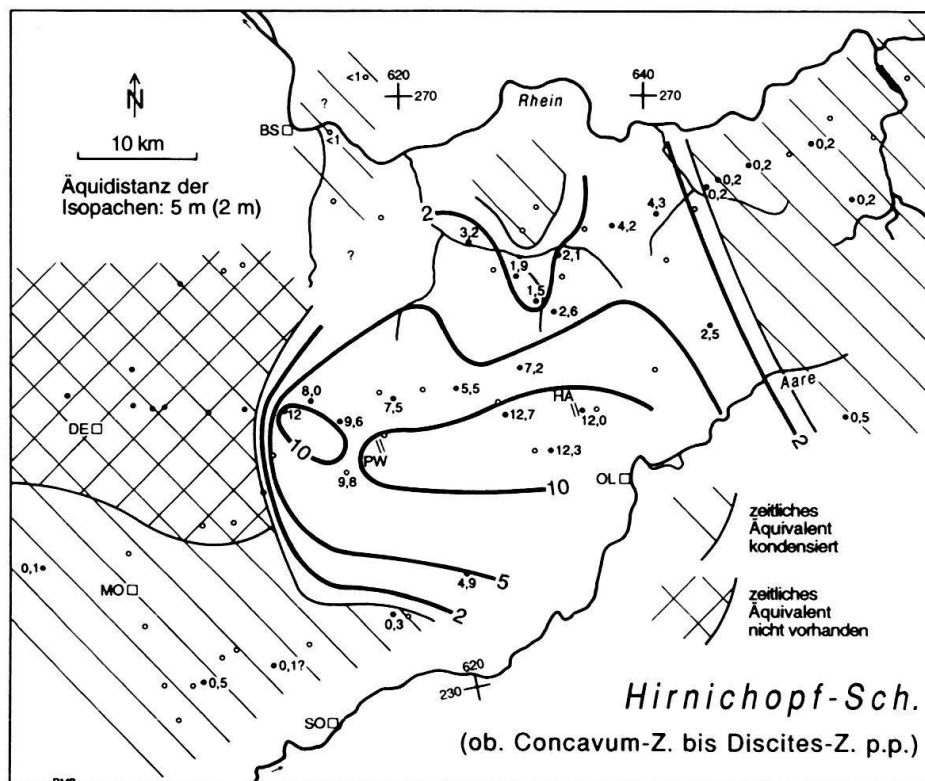 <1
620
640
270
270
Rhein
N
?
BS
<1
10 km
Äquidistanz der
Isopachen: 5 m (2 m)
0,2
0,2
0,2
0,2
0,2
2
4,3
4,2
3,2
?
1,9
2,1
1,5
2,6
2,5
7,2
8,0
5,5
Aare
7,5
HA
12
9,6
12,7
12,0
0,5
DE
10
2
PW
12,3
9,8
10
OL
zeitliches
Äquivalent
kondensiert
0,1
MO
5
4,9
2
zeitliches
Äquivalent
nicht vorhanden
0,3
0,1?
620
0,5
230
Hirnichopf-Sch.
SO
(ob. Concavum-Z. bis Discites-Z. p.p.)